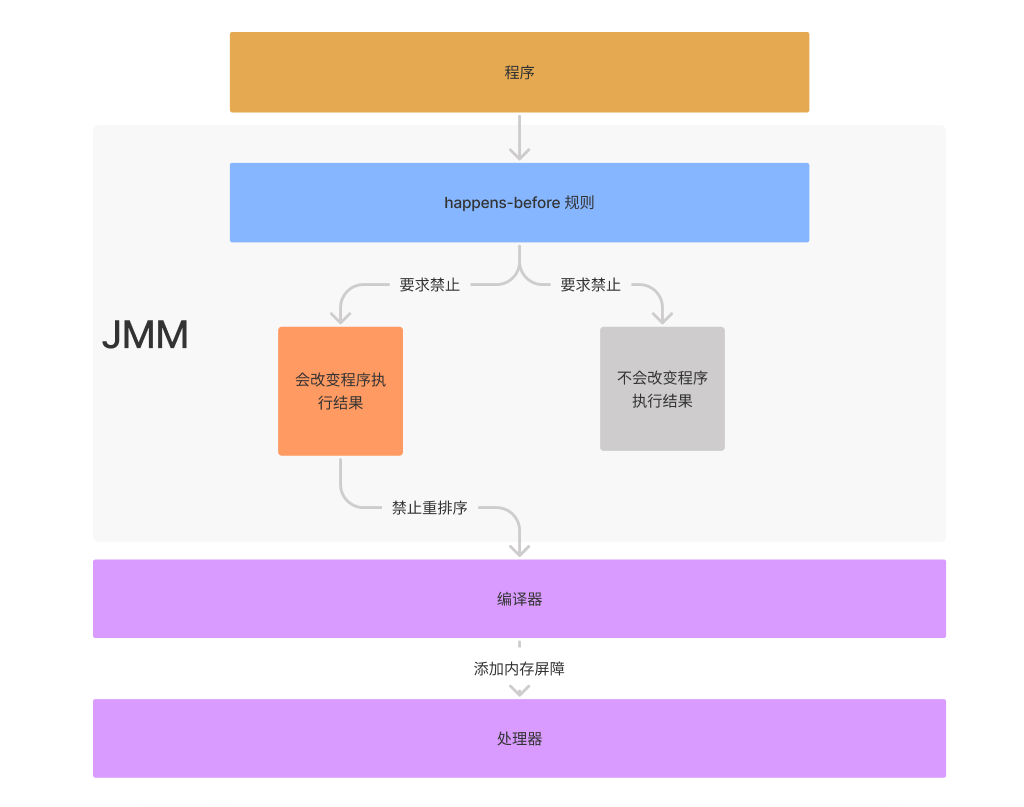 程序
happens-before 规则
要求禁止
要求禁止
JMM
会改变程序执
行结果
不会改变程序
执行结果
禁止重排序
编译器
添加内存屏障
处理器